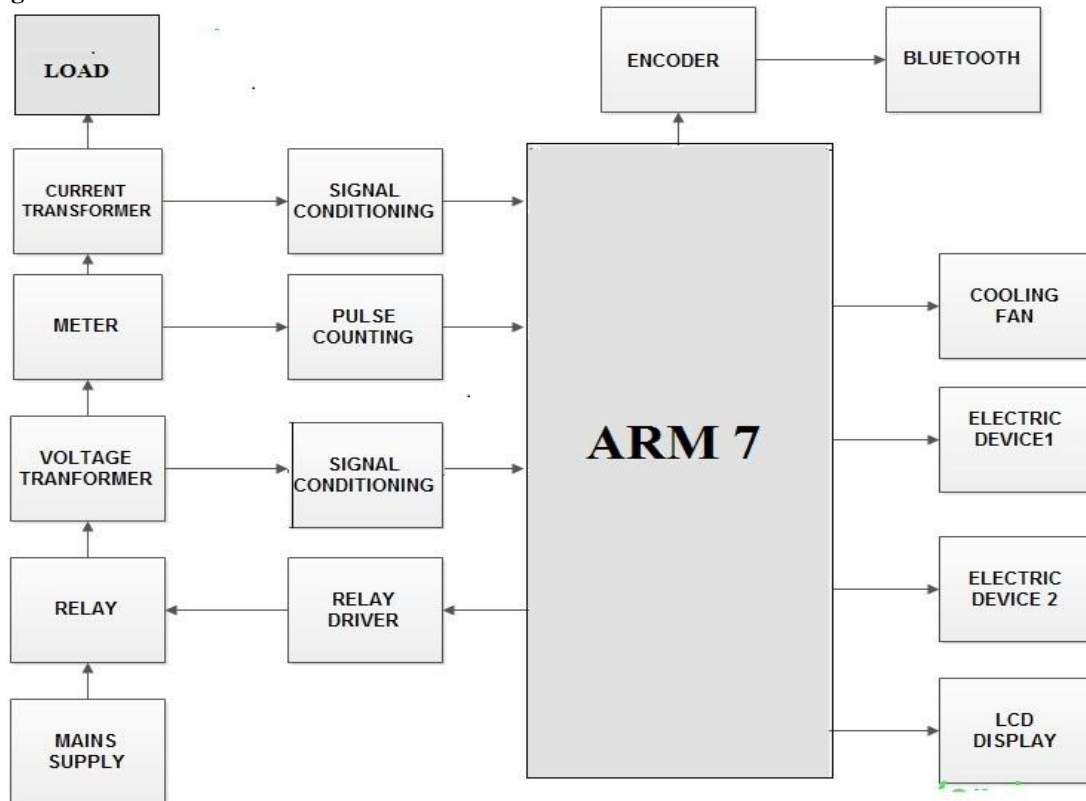 LOAD
ENCODER
BLUETOOTH
CURRENT
TRANSFORMER
SIGNAL
CONDITIONING
METER
PULSE
COUNTING
COOLING
FAN
ARM 7
ELECTRIC
DEVICE1
VOLTAGE
TRANFORMER
SIGNAL
CONDITIONING
RELAY
RELAY
DRIVER
ELECTRIC
DEVICE 2
MAINS
SUPPLY
LCD
DISPLAY